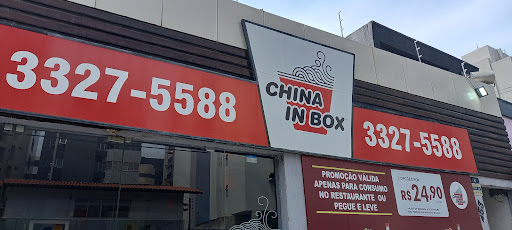 3327-5588
CHINA
IN BOX
3327-5588
PROMOÇÃO VÁLIDA
APENAS PARA CONSUMO
NO RESTAURANTE OU
PEGUE E LEVE
R$24,90